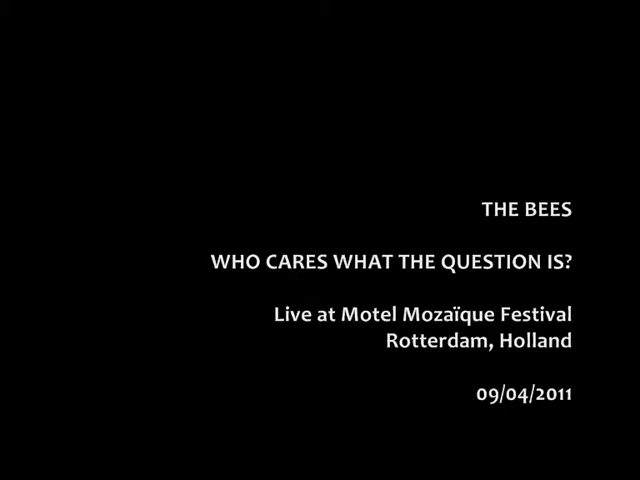 THE BEES
WHO CARES WHAT THE QUESTION IS?
Live at Motel Mozaïque Festival
Rotterdam, Holland
09/04/2011